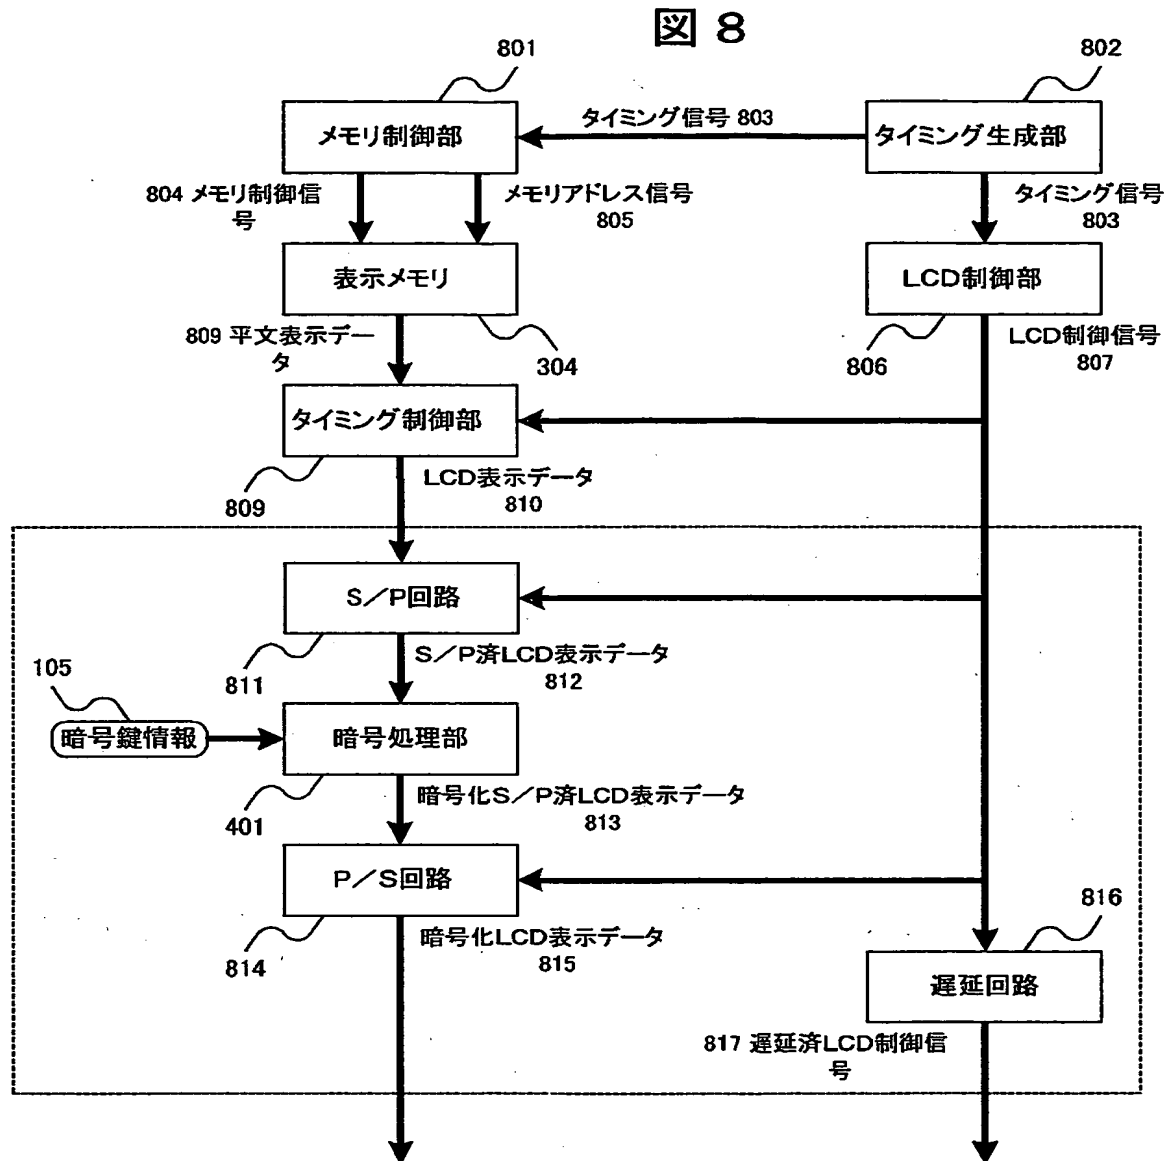 図 8
801
802
メモリ制御部
タイミング信号 803
タイミング生成部
804 メモリ制御信
号
メモリアドレス信号
805
タイミング信号
803
表示メモリ
LCD制御部
809 平文表示デー
タ
304
806
LCD制御信号
807
タイミング制御部
809
LCD表示データ
810
S/P回路
811
S/P済LCD表示データ
812
105
暗号鍵情報
暗号処理部
401
暗号化S/P済LCD表示データ
813
P/S回路
814
暗号化LCD表示データ
815
816
遅延回路
817 遅延済LCD制御信
号